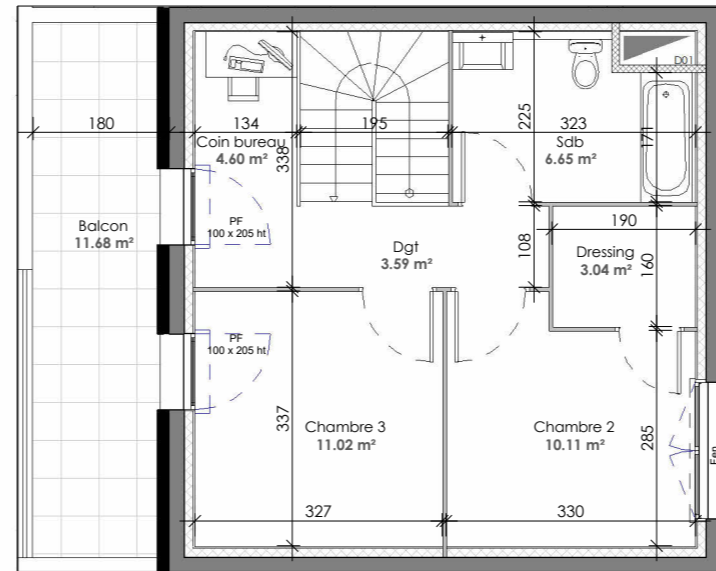 D01
180
134
195
225
323
171
Coin bureau
4.60 m²
338
Sdb
6.65 m²
190
Balcon
11.68 m²
PF
100 x 205 ht
Dgt
3.59 m²
108
Dressing
3.04 m²
160
PF
100 x 205 ht
337
Chambre 3
11.02 m²
Chambre 2
10.11 m²
285
Fen
327
330